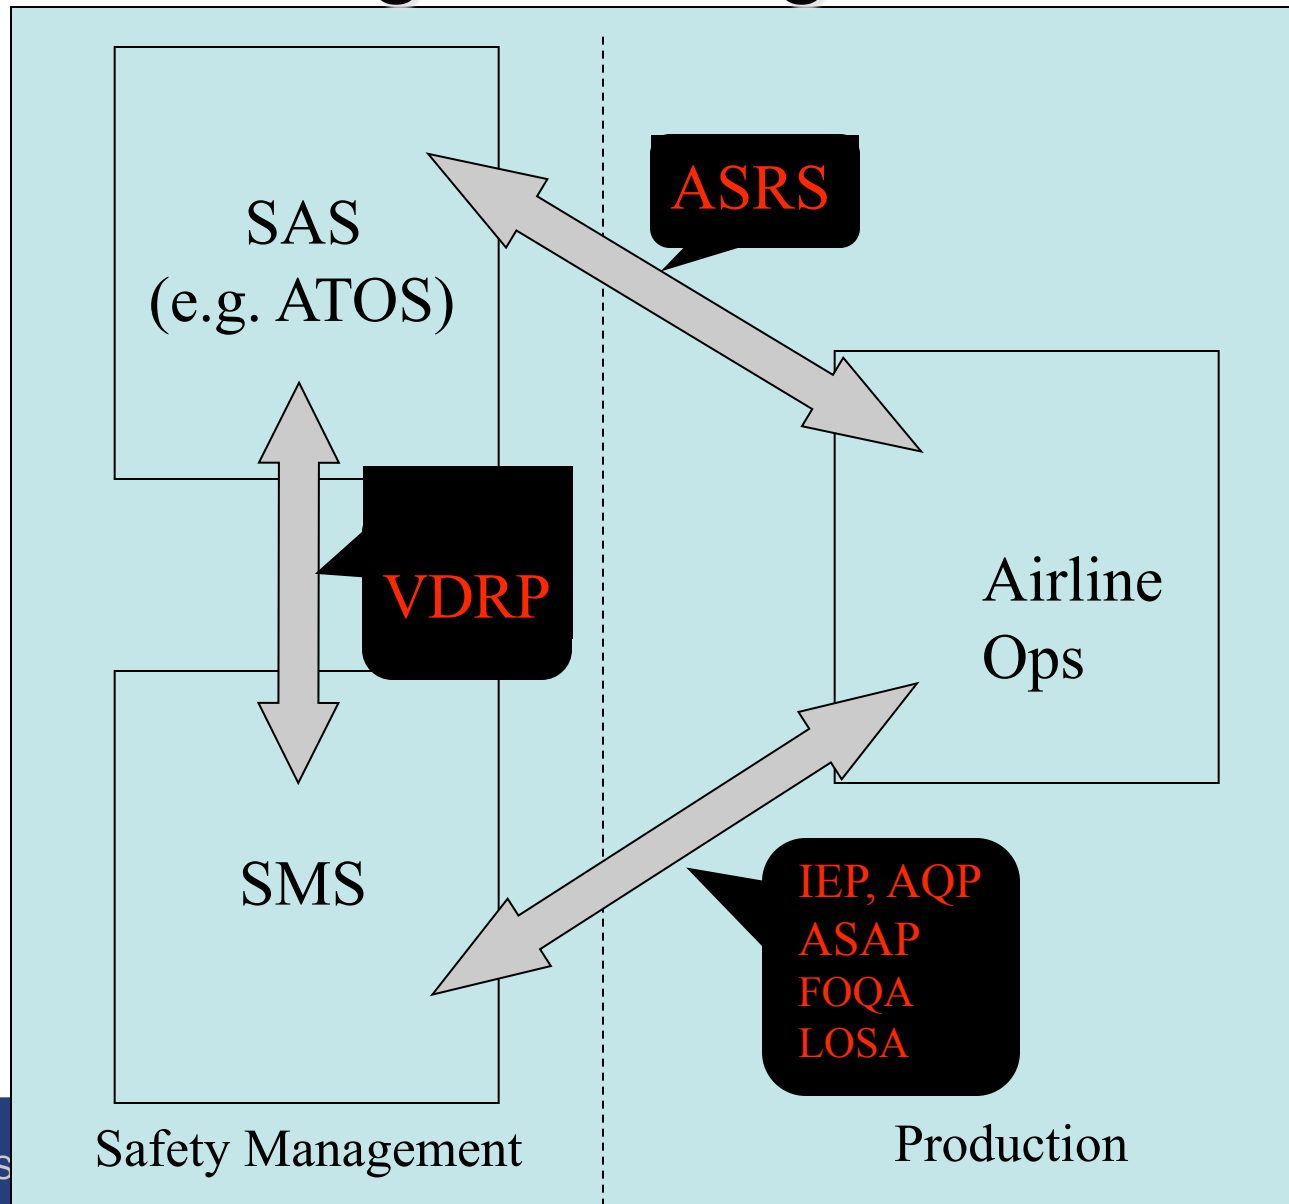 SAS
(e.g. ATOS)
ASRS
VDRP
Airline
Ops
SMS
IEP, AQP
ASAP
FOQA
LOSA
Safety Management
Production